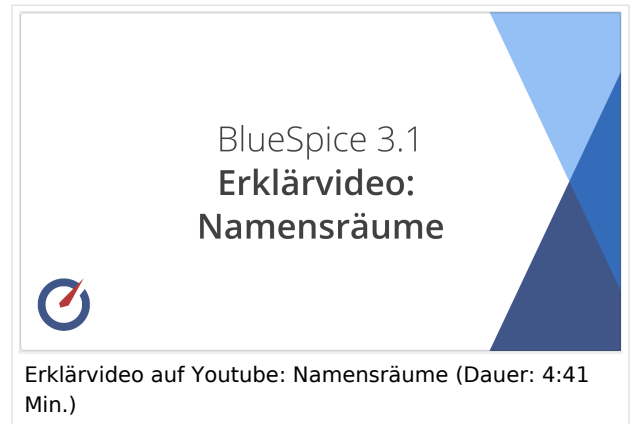 BlueSpice 3.1
Erklärvideo:
Namensräume
Erklärvideo auf Youtube: Namensräume (Dauer: 4:41
Min.)